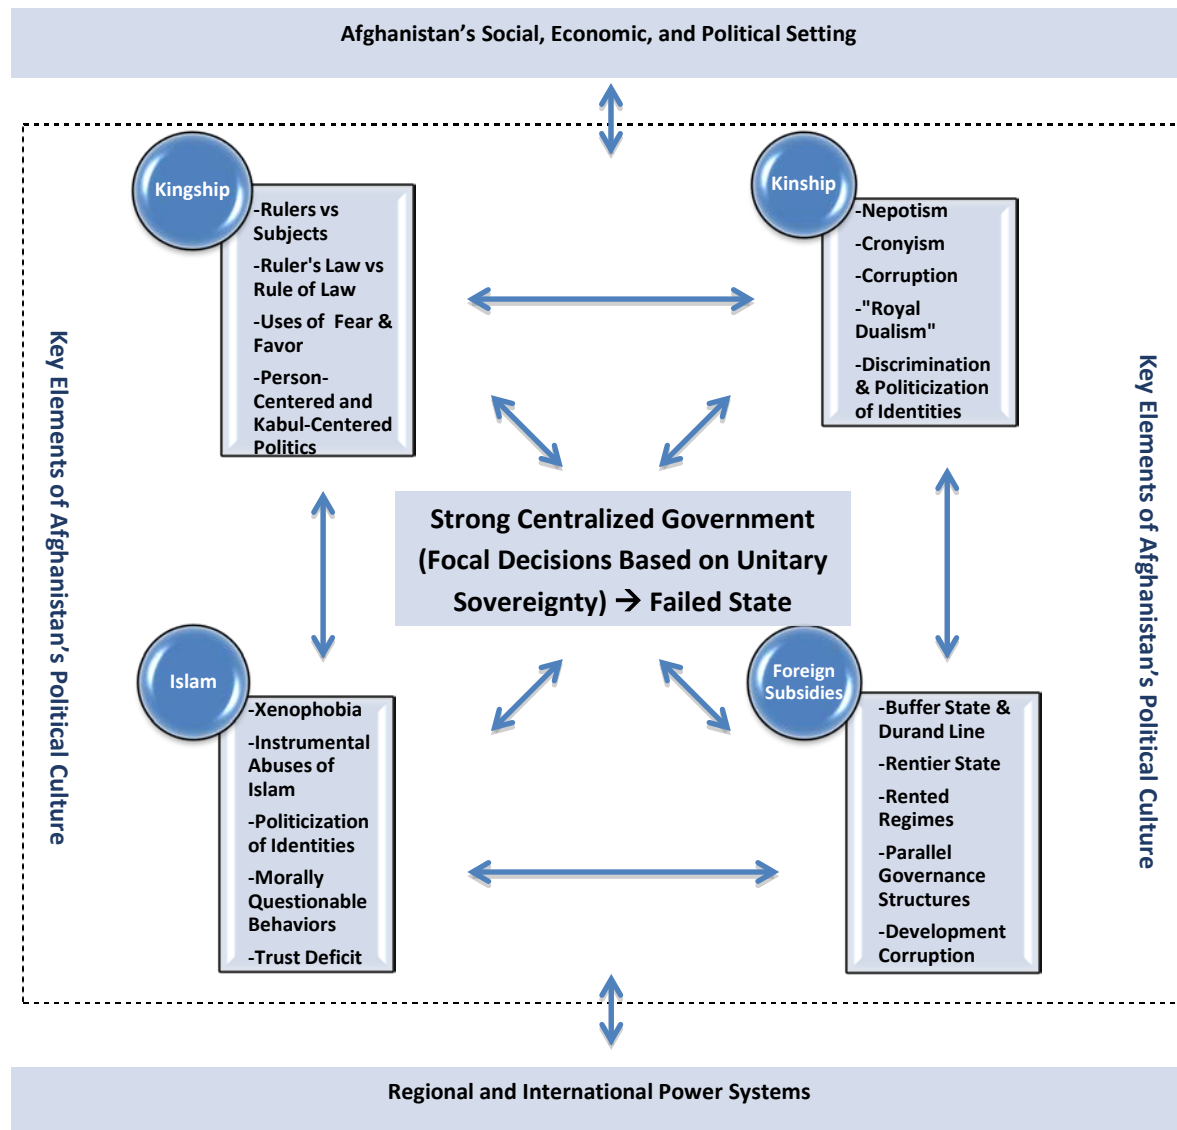 Afghanistan’s Social, Economic, and Political Setting
Key Elements of Afghanistan’s Political Culture
Kingship
-Rulers vs
Subjects
-Ruler's Law vs
Rule of Law
-Uses of Fear &
Favor
-Person-
Centered and
Kabul-Centered
Politics
Kinship
-Nepotism
-Cronyism
-Corruption
-"Royal
Dualism"
-Discrimination
& Politicization
of Identities
Strong Centralized Government
(Focal Decisions Based on Unitary
Sovereignty) → Failed State
Islam
-Xenophobia
-Instrumental
Abuses of
Islam
-Politicization
of Identities
-Morally
Questionable
Behaviors
-Trust Deficit
Foreign
Subsidies
-Buffer State &
Durand Line
-Rentier State
-Rented
Regimes
-Parallel
Governance
Structures
-Development
Corruption
Key Elements of Afghanistan’s Political Culture
Regional and International Power Systems